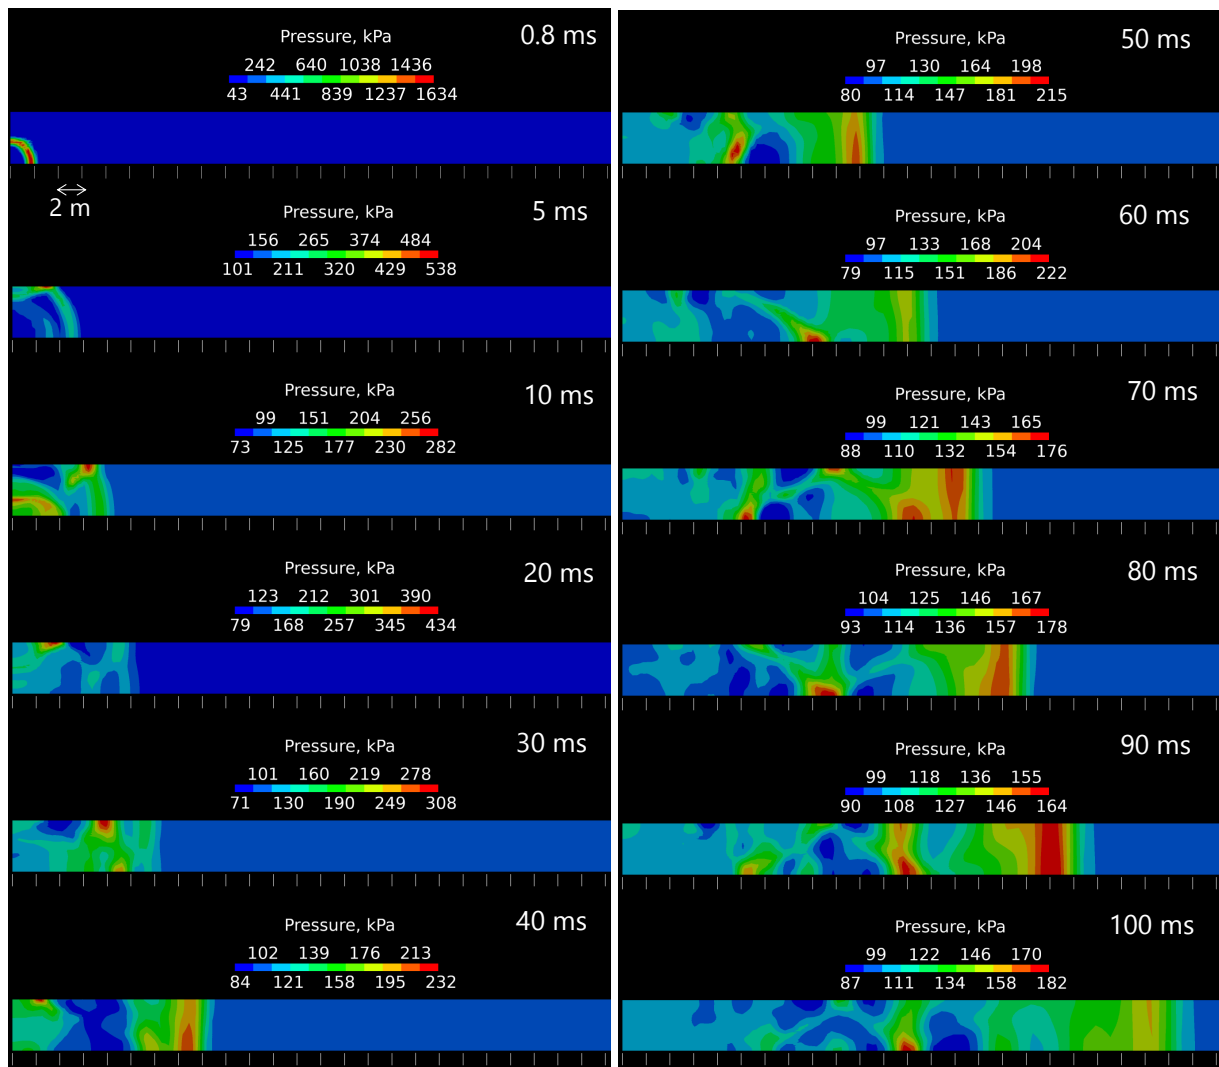 Pressure, kPa
0.8 ms
242 640 1038 1436
43 441 839 1237 1634
2 m
Pressure, kPa
5 ms
156 265 374 484
101 211 320 429 538
Pressure, kPa
10 ms
99 151 204 256
73 125 177 230 282
Pressure, kPa
20 ms
123 212 301 390
79 168 257 345 434
Pressure, kPa
30 ms
101 160 219 278
71 130 190 249 308
Pressure, kPa
40 ms
102 139 176 213
84 121 158 195 232
Pressure, kPa
50 ms
97 130 164 198
80 114 147 181 215
Pressure, kPa
60 ms
97 133 168 204
79 115 151 186 222
Pressure, kPa
70 ms
99 121 143 165
88 110 132 154 176
Pressure, kPa
80 ms
104 125 146 167
93 114 136 157 178
Pressure, kPa
90 ms
99 118 136 155
90 108 127 146 164
Pressure, kPa
100 ms
99 122 146 170
87 111 134 158 182